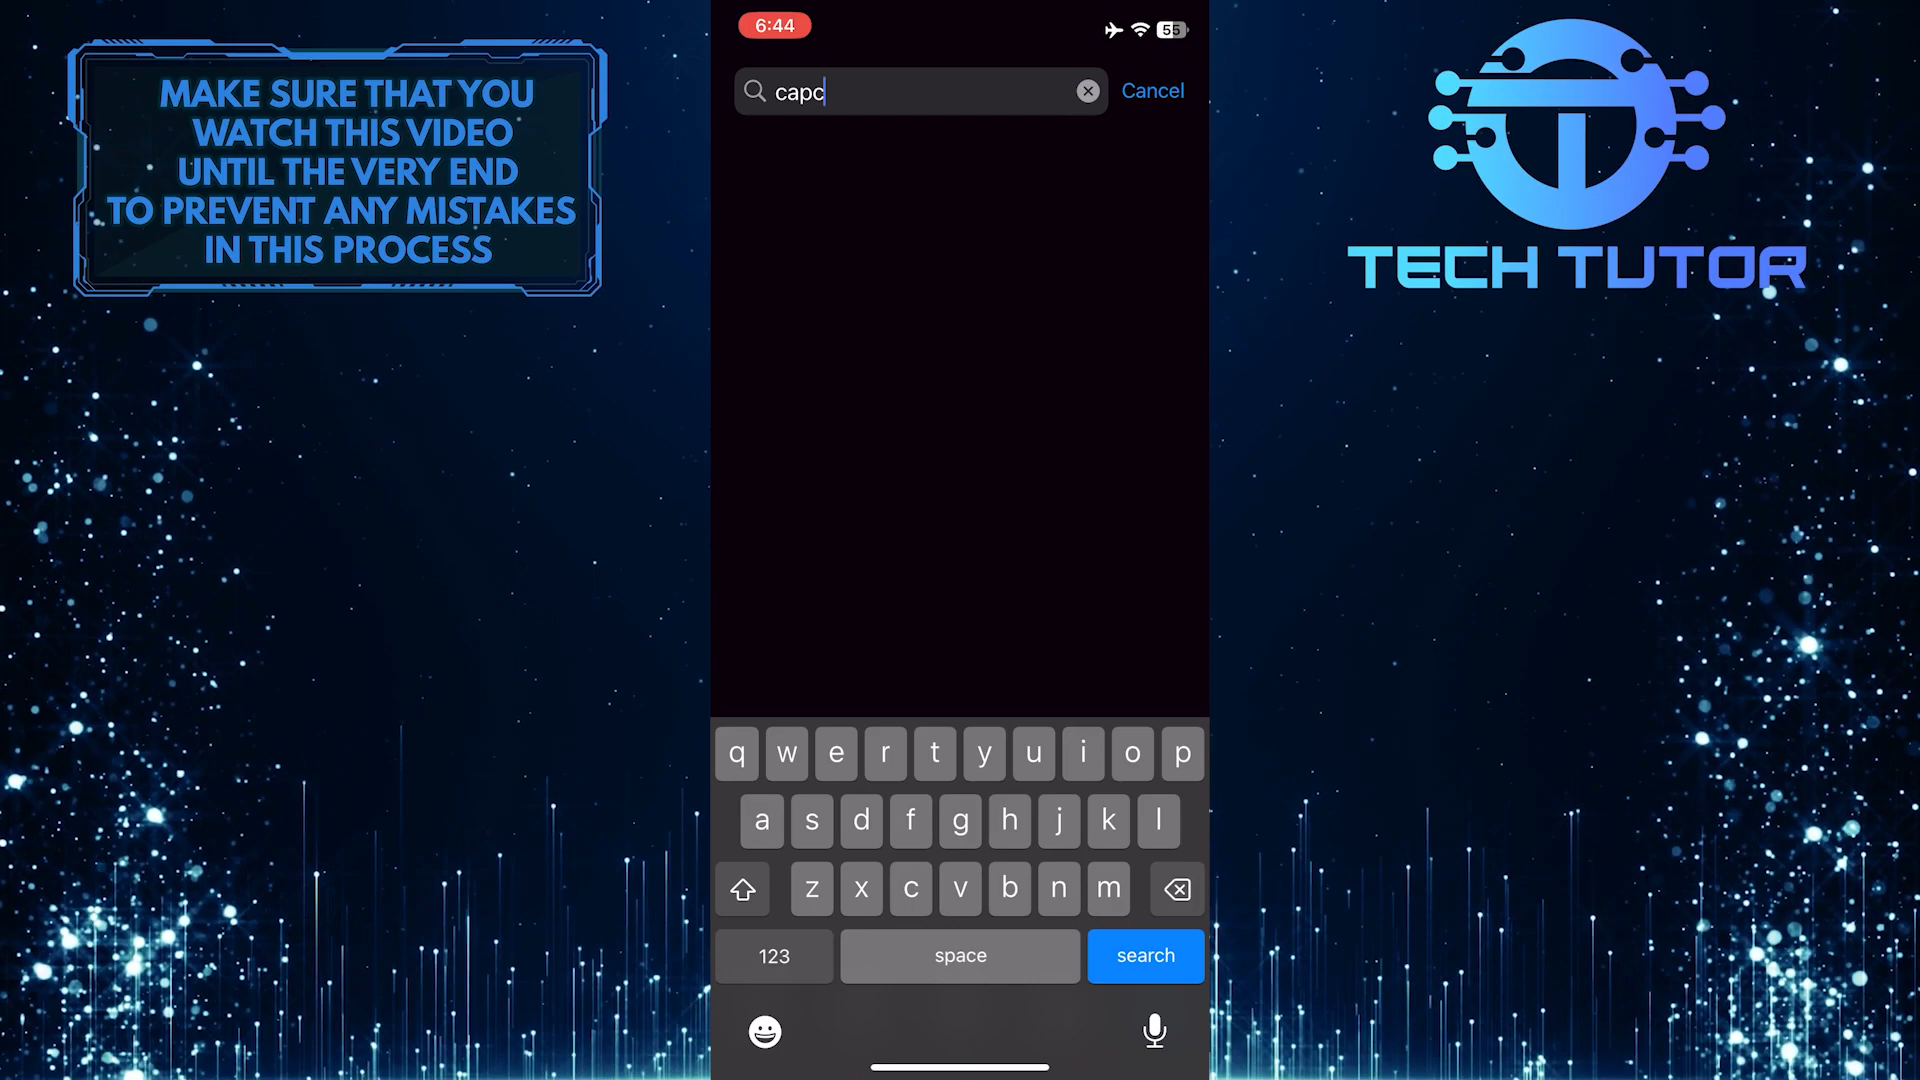 MAKE SURE THAT YOU
WATCH THIS VIDEO
UNTIL THE VERY END
TO PREVENT ANY MISTAKES
IN THIS PROCESS
6:44
55
capc
Cancel
q w e r t y u i o p
a s d f g h j k l
z x c v b n m
123 space search
TECH TUTOR